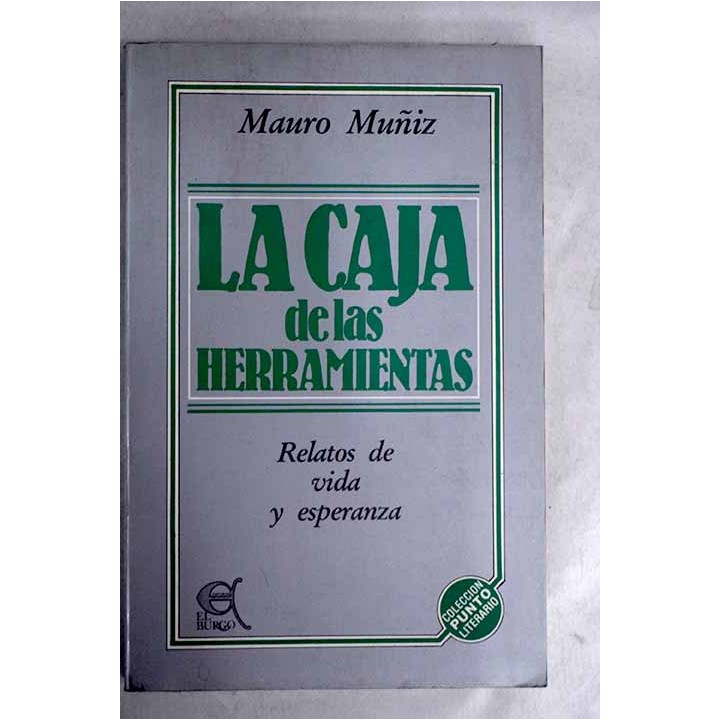 Mauro Muñiz
LA CAJA
de las
HERRAMIENTAS
Relatos de
vida
y esperanza
EL
BURGO
COLECCION
PUNTO
LITERARIO